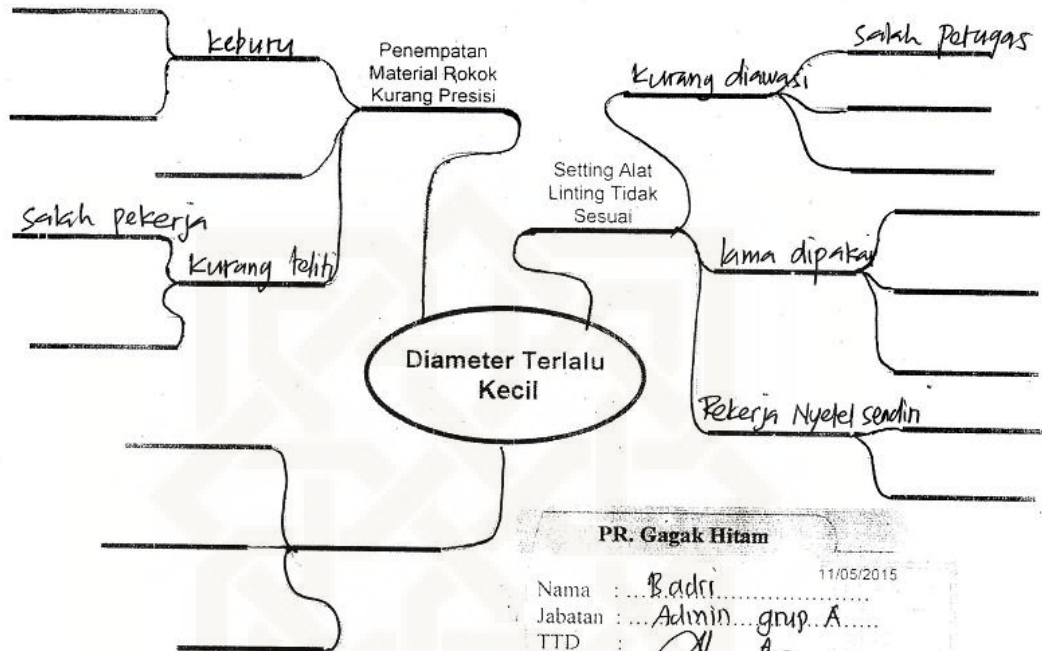 keburu
Penempatan
Material Rokok
Kurang Presisi
salah pekerja
Kurang teliti
Kurang diawasi
salah petugas
Setting Alat
Linting Tidak
Sesuai
lama dipakai
Pekerja Nyetel sendiri
Diameter Terlalu
Kecil
PR. Gagak Hitam
11/05/2015
Nama : ...Badri....................
Jabatan : ...Admin....grup..A.....
TTD :